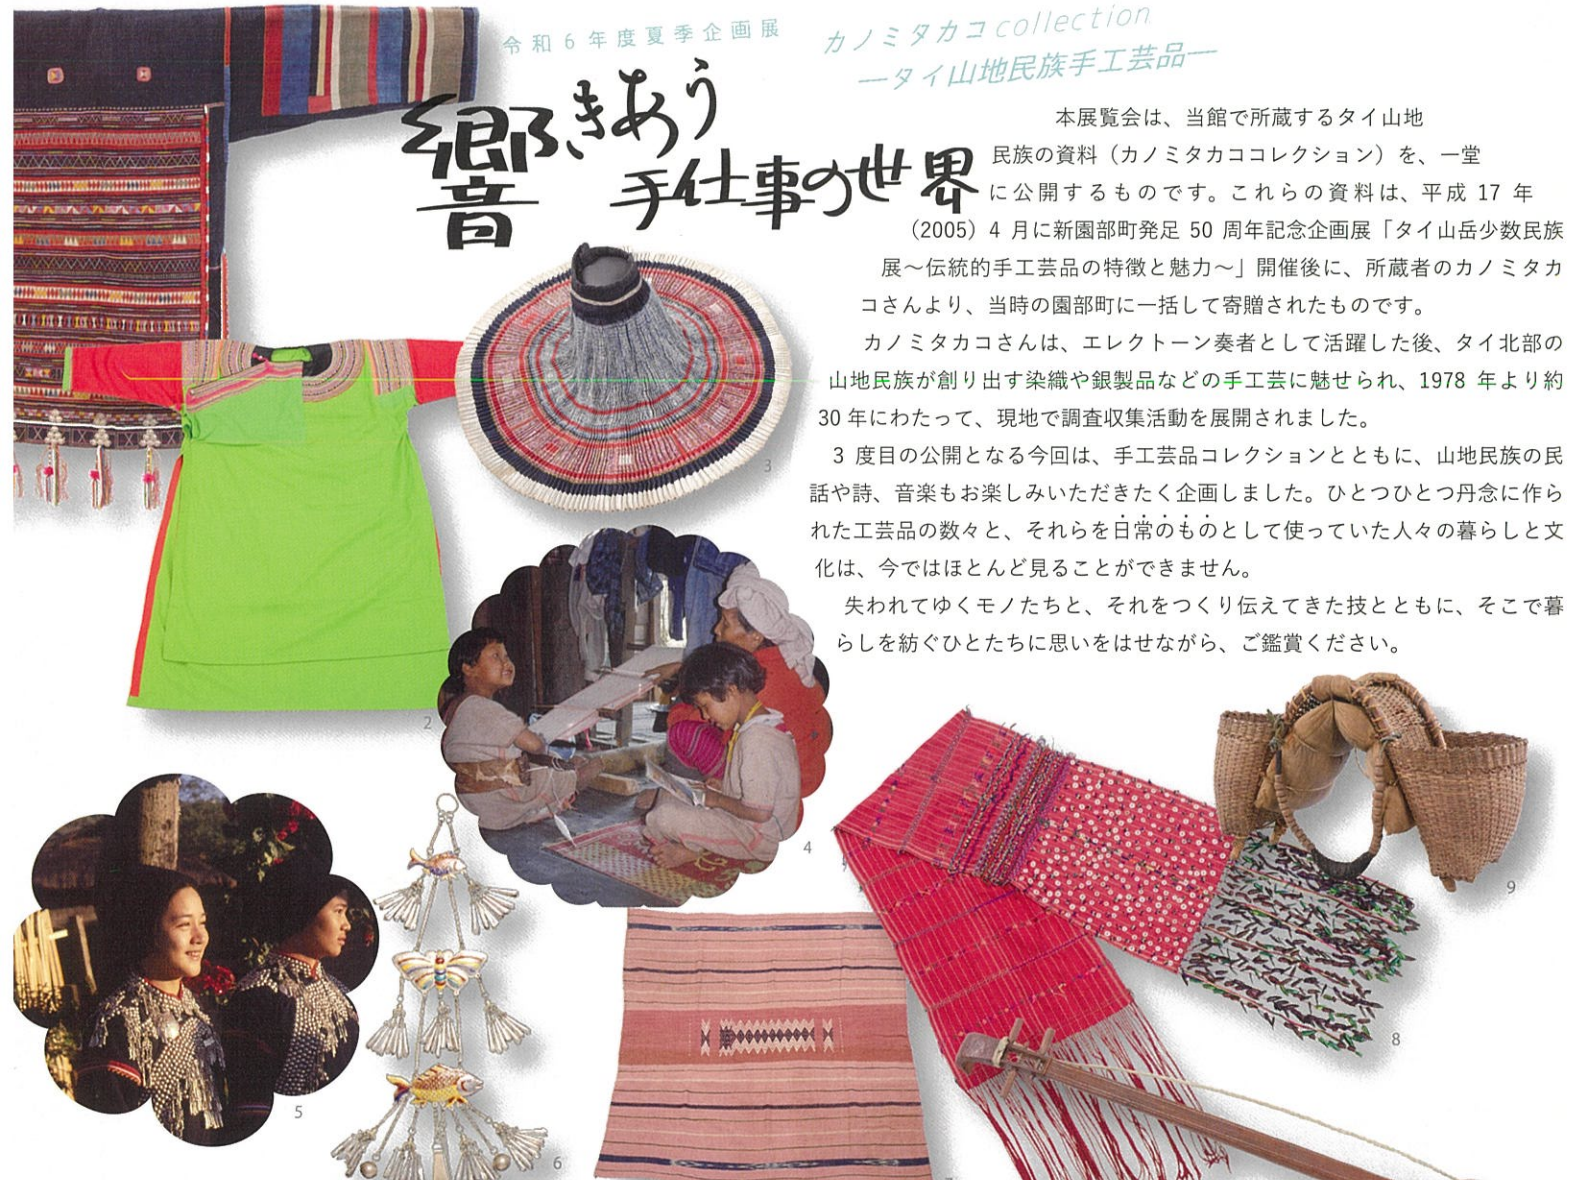 令和6年度夏季企画展
カノミタカコcollection
―タイ山地民族手工芸品―
響きあう
手仕事の世界
本展覧会は、当館で所蔵するタイ山地
民族の資料（カノミタカココレクション）を、一堂
に公開するものです。これらの資料は、平成 17 年
（2005）4 月に新園部町発足 50 周年記念企画展「タイ山岳少数民族
展～伝統的手工芸品の特徴と魅力～」開催後に、所蔵者のカノミタカ
コさんより、当時の園部町に一括して寄贈されたものです。
カノミタカコさんは、エレクトーン奏者として活躍した後、タイ北部の
山地民族が創り出す染織や銀製品などの手工芸に魅せられ、1978 年より約
30 年にわたって、現地で調査収集活動を展開されました。
3 度目の公開となる今回は、手工芸品コレクションとともに、山地民族の民
話や詩、音楽もお楽しみいただきたく企画しました。ひとつひとつ丹念に作ら
れた工芸品の数々と、それらを日常のものとして使っていた人々の暮らしと文
化は、今ではほとんど見ることができません。
失われてゆくモノたちと、それをつくり伝えてきた技とともに、そこで暮
らしを紡ぐひとたちに思いをはせながら、ご鑑賞ください。
3
2
4
9
8
5
6